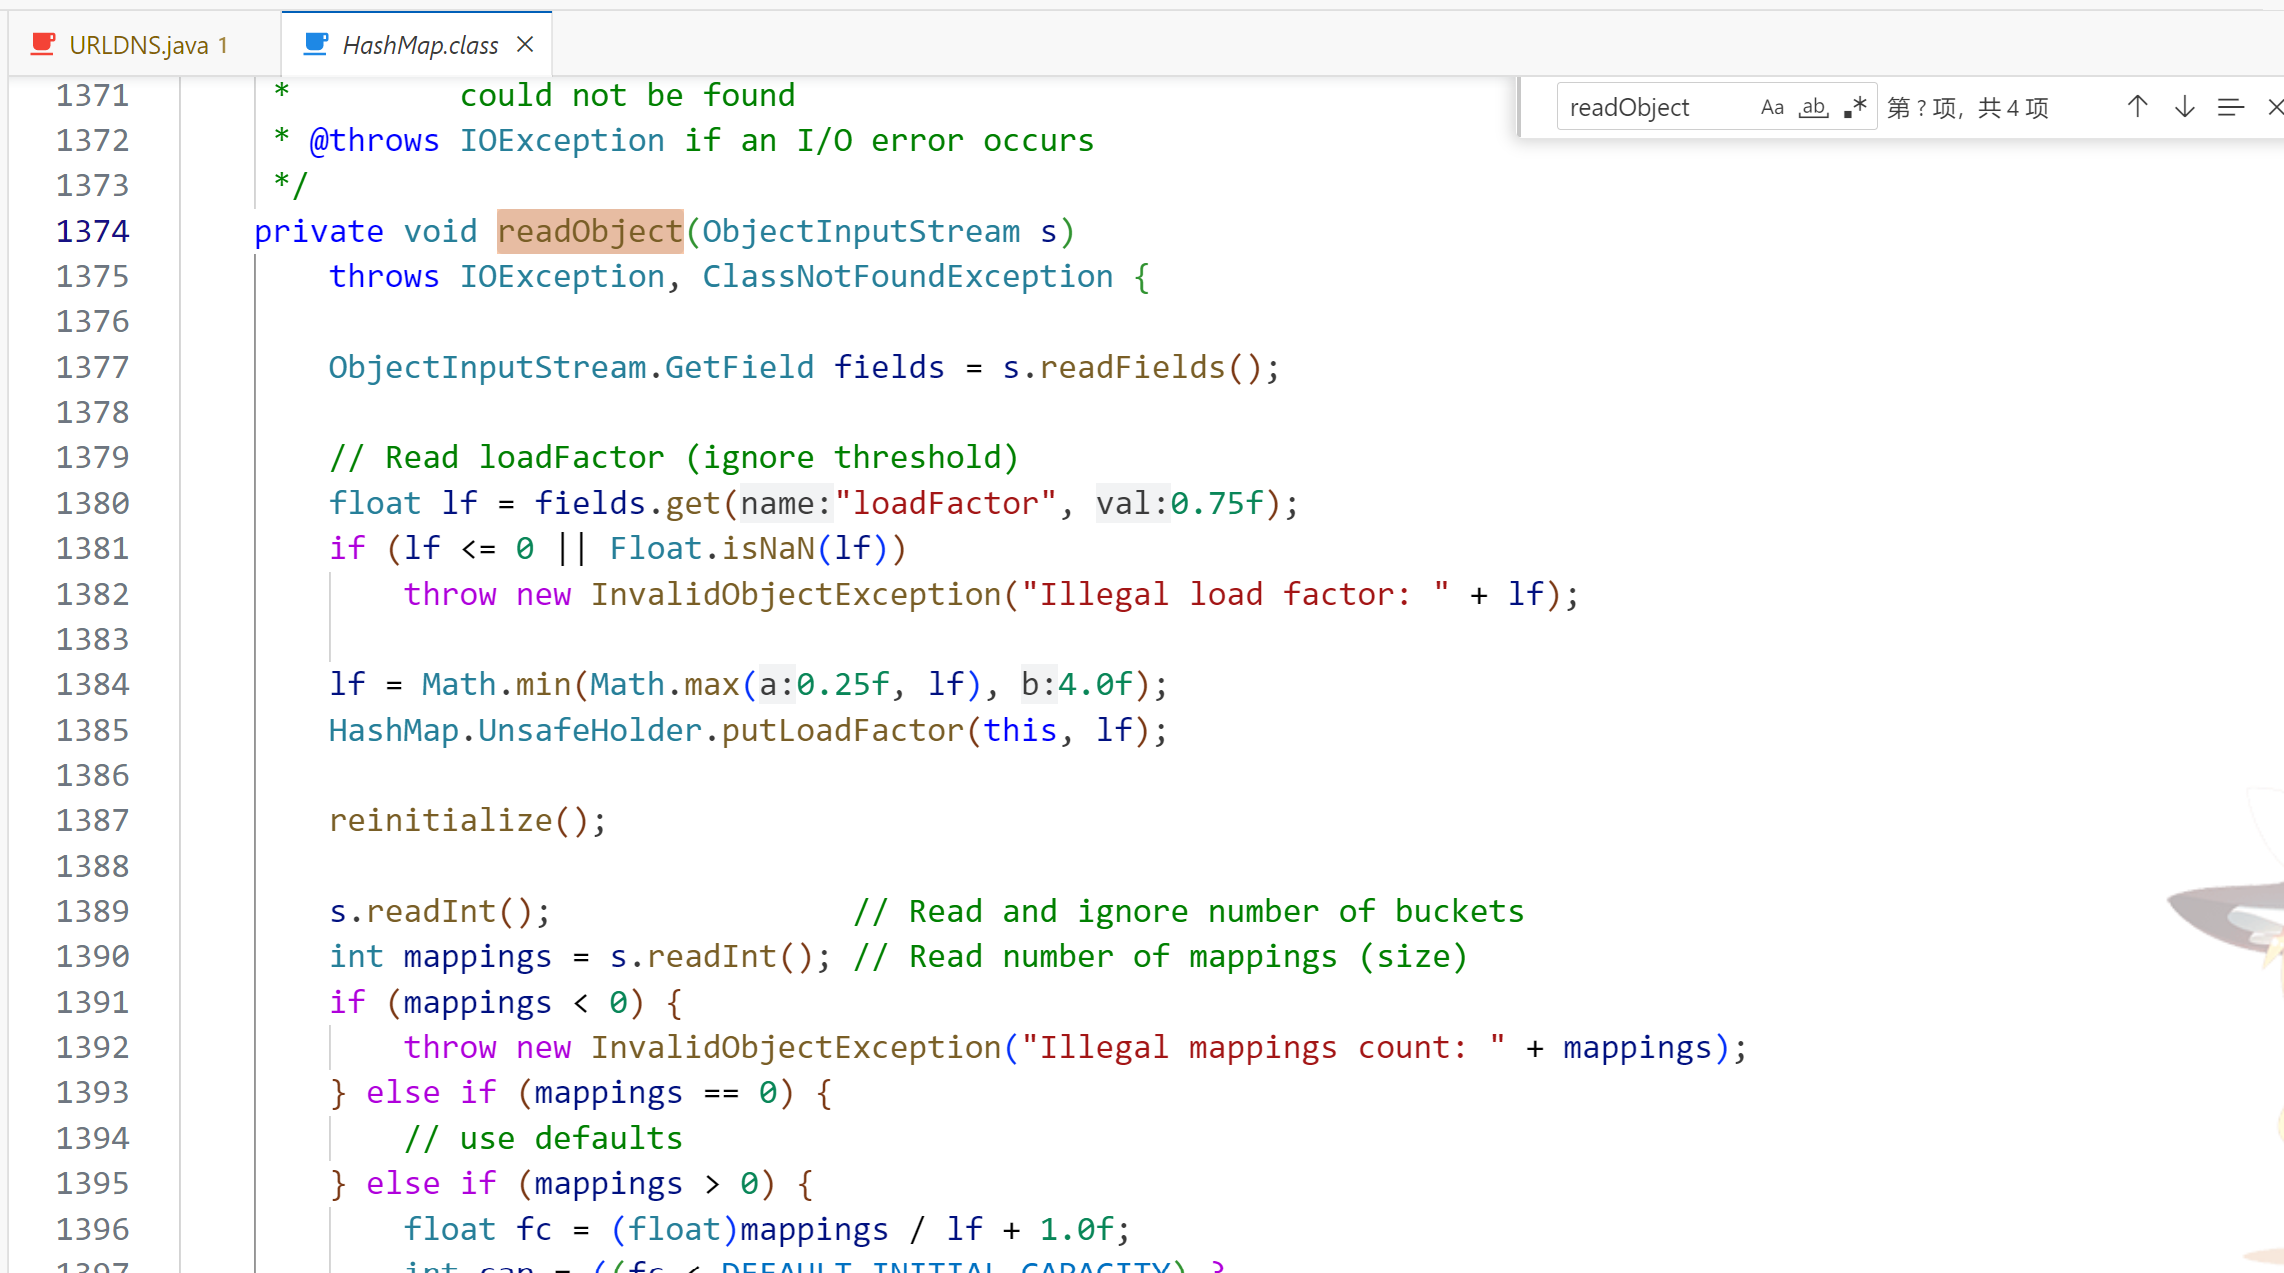 URLDNS.java 1
HashMap.class
readObject Aa ab 第 ? 项，共 4 项
1371 * could not be found
1372 * @throws IOException if an I/O error occurs
1373 */
1374 private void readObject(ObjectInputStream s)
1375 throws IOException, ClassNotFoundException {
1376
1377 ObjectInputStream.GetField fields = s.readFields();
1378
1379 // Read loadFactor (ignore threshold)
1380 float lf = fields.get(name:"loadFactor", val:0.75f);
1381 if (lf <= 0 || Float.isNaN(lf))
1382 throw new InvalidObjectException("Illegal load factor: " + lf);
1383
1384 lf = Math.min(Math.max(a:0.25f, lf), b:4.0f);
1385 HashMap.UnsafeHolder.putLoadFactor(this, lf);
1386
1387 reinitialize();
1388
1389 s.readInt(); // Read and ignore number of buckets
1390 int mappings = s.readInt(); // Read number of mappings (size)
1391 if (mappings < 0) {
1392 throw new InvalidObjectException("Illegal mappings count: " + mappings);
1393 } else if (mappings == 0) {
1394 // use defaults
1395 } else if (mappings > 0) {
1396 float fc = (float)mappings / lf + 1.0f;
1397 int cap = ((fc < DEFAULT_INITIAL_CAPACITY) ?